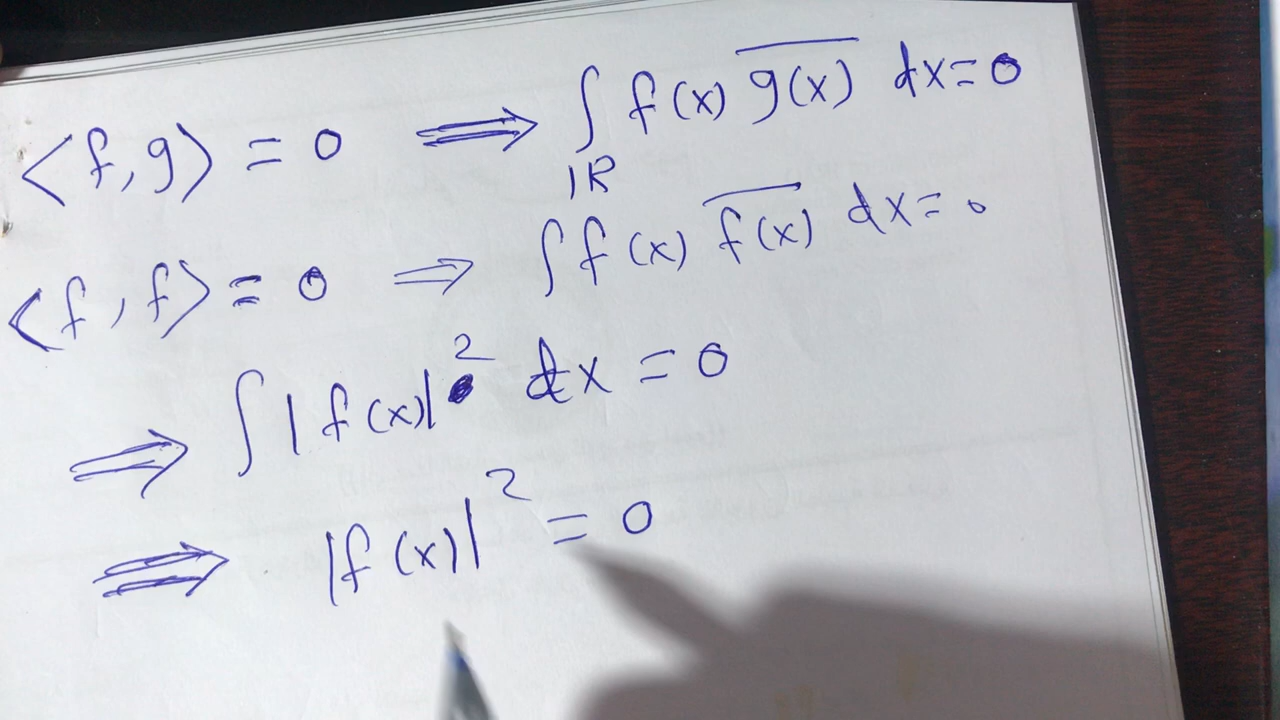 ⟨f,g⟩ = 0 ⟹ ∫_ℝ f(x) \overline{g(x)} dx = 0
⟨f,f⟩ = 0 ⟹ ∫ f(x) \overline{f(x)} dx = 0
⟹ ∫ |f(x)|² dx = 0
⟹ |f(x)|² = 0